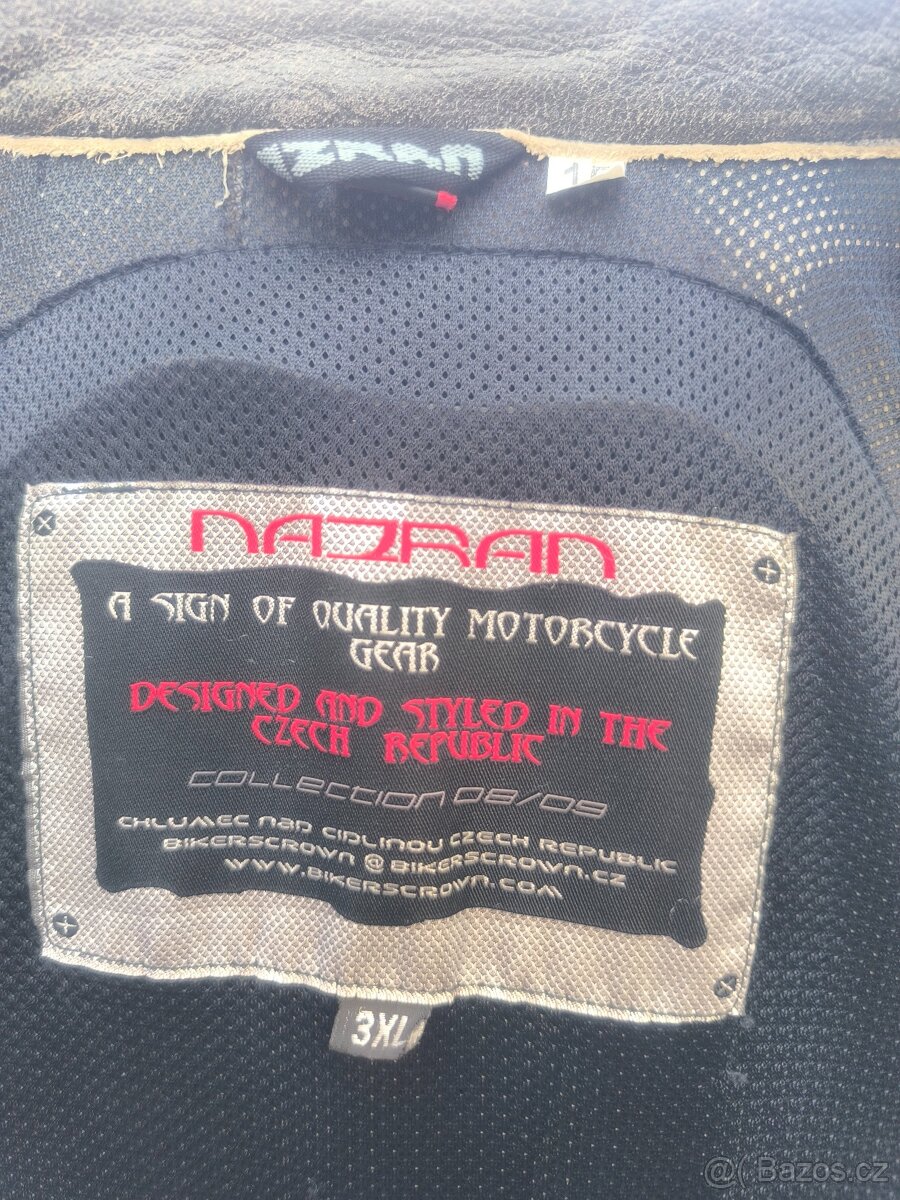 NAZRAN
NAZRAN
A SIGN OF QUALITY MOTORCYCLE
GEAR
DESIGNED AND STYLED IN THE
CZECH REPUBLIC
COLLECTION 08/09
CHLUMEC NAD CIDLINOU CZECH REPUBLIC
BIKERSCROWN @ BIKERSCROWN.CZ
WWW.BIKERSCROWN.COM
3XL
@ Bazos.cz